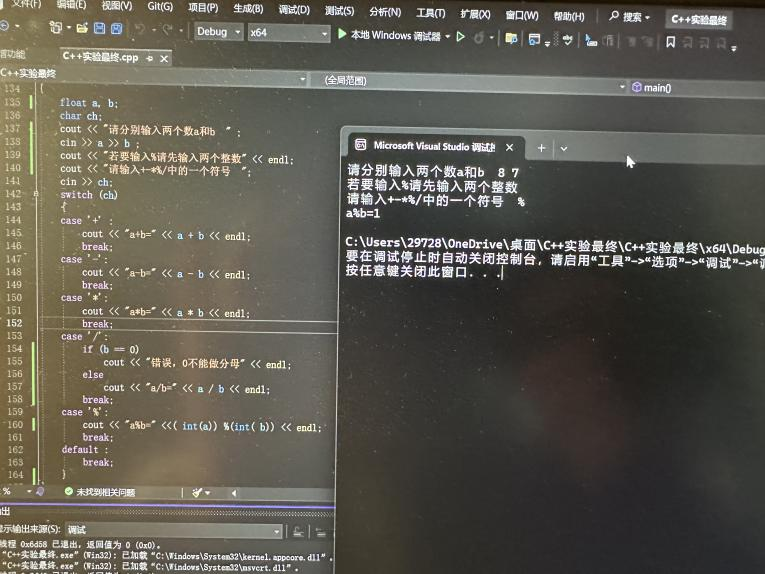 文件(F) 编辑(E) 视图(V) Git(G) 项目(P) 生成(B) 调试(D) 测试(S) 分析(N) 工具(T) 扩展(X) 窗口(W) 帮助(H) 搜索 C++实验最终
Debug x64 本地 Windows 调试器
C++实验最终.cpp
C++实验最终 (全局范围) main()
134 {
135 float a, b;
136 char ch;
137 cout << "请分别输入两个数a和b  " ;
138 cin >> a >> b ;
139 cout << "若要输入%请先输入两个整数" << endl;
140 cout << "请输入+-*%/中的一个符号  ";
141 cin >> ch;
142 switch (ch)
143 {
144 case '+' :
145 cout << "a+b=" << a + b << endl;
146 break;
147 case '-':
148 cout << "a-b=" << a - b << endl;
149 break;
150 case '*':
151 cout << "a*b=" << a * b << endl;
152 break;
153 case '/':
154 if (b == 0)
155 cout << "错误, 0不能做分母" << endl;
156 else
157 cout << "a/b=" << a / b << endl;
158 break;
159 case '%':
160 cout << "a%b=" <<( int(a)) %(int( b)) << endl;
161 break;
162 default :
163 break;
164 }
% 未找到相关问题
显示输出来源(S): 调试
线程 0x6d58 已退出, 返回值为 0 (0x0)。
"C++实验最终.exe" (Win32): 已加载 "C:\Windows\System32\kernel.appcore.dll"。
"C++实验最终.exe" (Win32): 已加载 "C:\Windows\System32\msvcrt.dll"。
Microsoft Visual Studio 调试
请分别输入两个数a和b  8 7
若要输入%请先输入两个整数
请输入+-*%/中的一个符号  %
a%b=1
C:\Users\29728\OneDrive\桌面\C++实验最终\C++实验最终\x64\Debug
要在调试停止时自动关闭控制台，请启用“工具”->“选项”->“调试”->“
按任意键关闭此窗口. . .